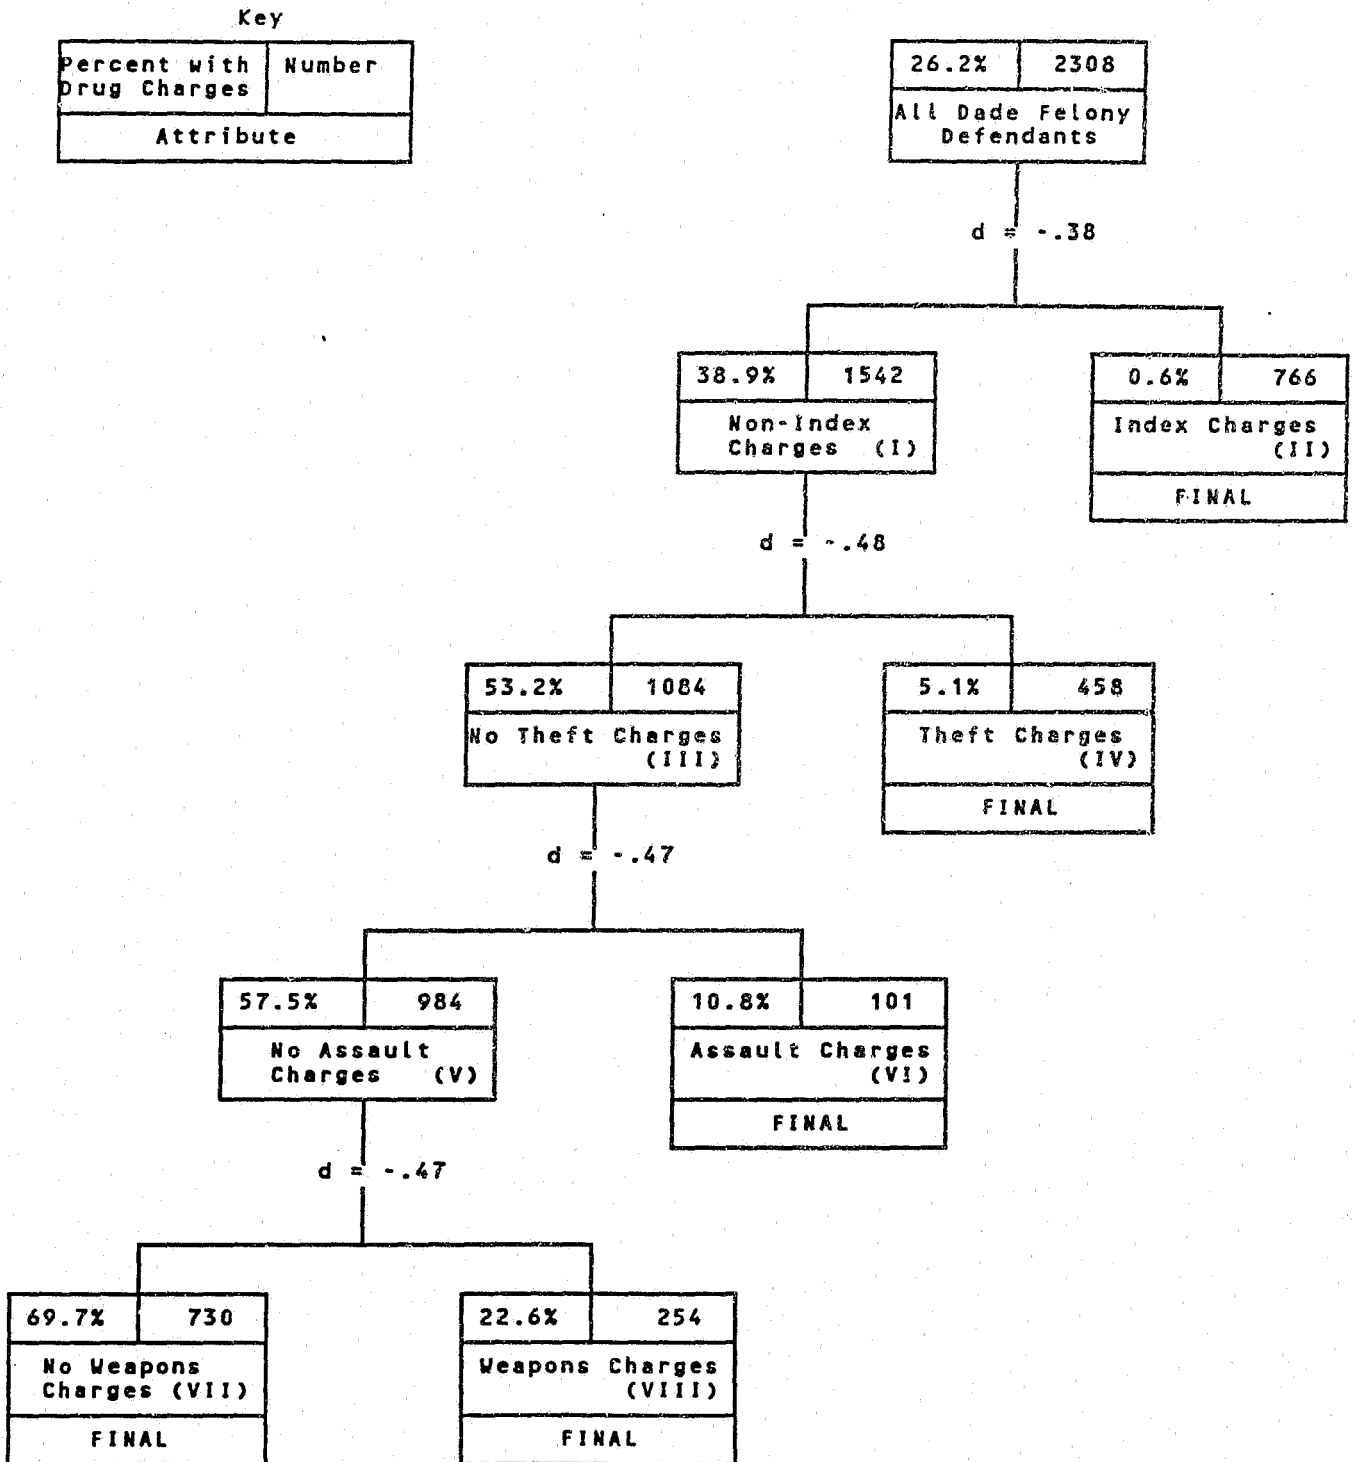 Key
Percent with Number
Drug Charges
Attribute
26.2% 2308
All Dade Felony
Defendants
d = -.38
38.9% 1542
Non-Index
Charges (I)
0.6% 766
Index Charges
(II)
FINAL
d = -.48
53.2% 1084
No Theft Charges
(III)
5.1% 458
Theft Charges
(IV)
FINAL
d = -.47
57.5% 984
No Assault
Charges (V)
10.8% 101
Assault Charges
(VI)
FINAL
d = -.47
69.7% 730
No Weapons
Charges (VII)
FINAL
22.6% 254
Weapons Charges
(VIII)
FINAL